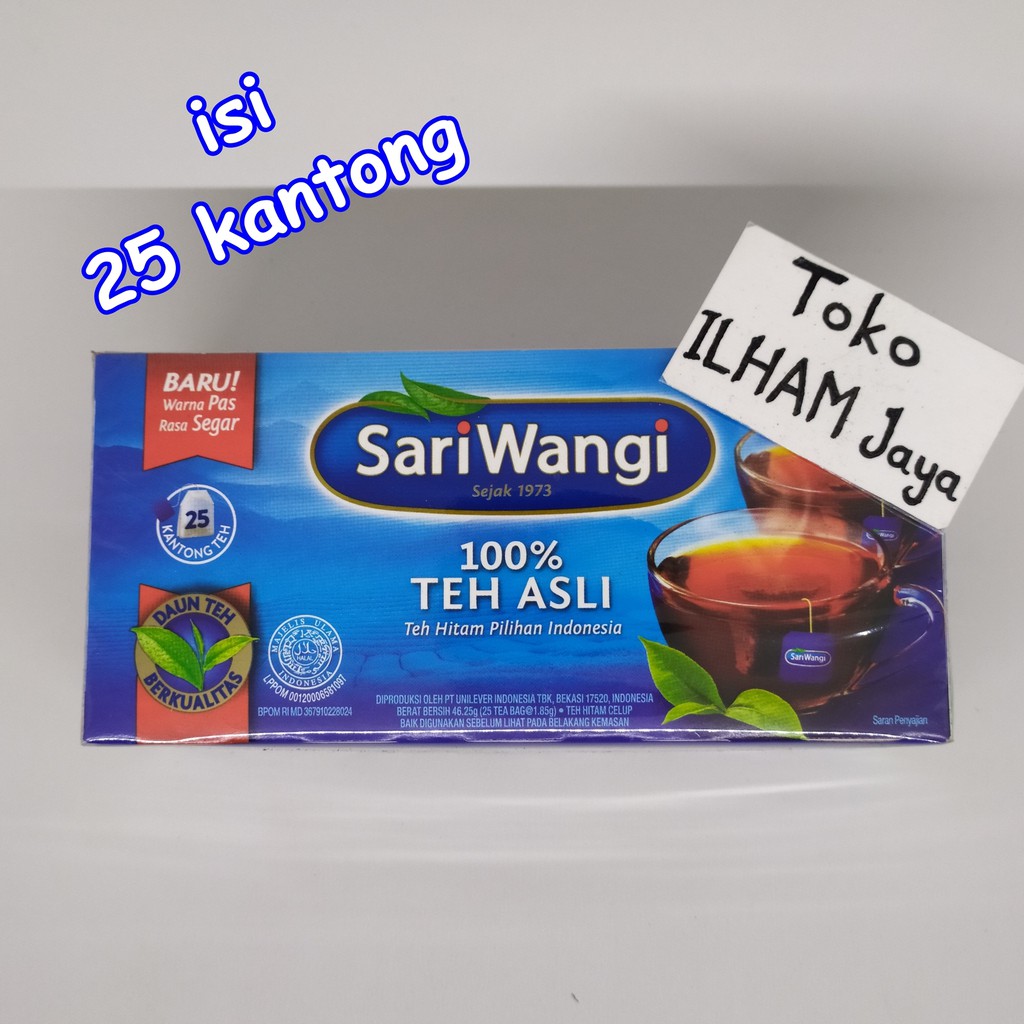 isi
25 kantong
Toko
ILHAM Jaya
BARU!
Warna Pas
Rasa Segar
SariWangi
Sejak 1973
25
KANTONG TEH
100%
TEH ASLI
Teh Hitam Pilihan Indonesia
DAUN TEH
BERKUALITAS
MAJELIS ULAMA
INDONESIA
HALAL
LPPOM 00120006581097
BPOM RI MD 367910228024
DIPRODUKSI OLEH PT UNILEVER INDONESIA TBK, BEKASI 17520, INDONESIA
BERAT BERSIH 46.25g (25 TEA BAG@1.85g) • TEH HITAM CELUP
BAIK DIGUNAKAN SEBELUM LIHAT PADA BELAKANG KEMASAN
SariWangi
Saran Penyajian